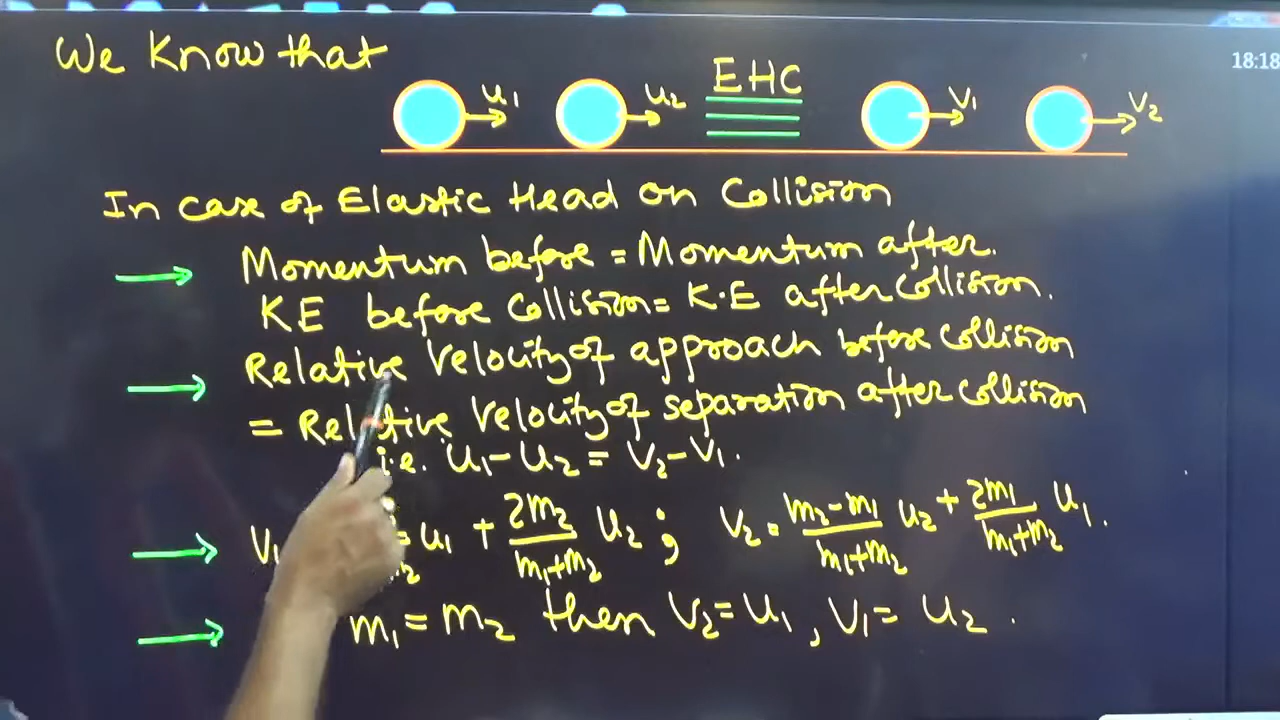 We know that
u1 u2 EHC v1 v2
18:18
In case of Elastic Head on Collision
→ Momentum before = Momentum after.
KE before collision = K.E after collision.
→ Relative velocity of approach before collision
= Relative velocity of separation after collision
i.e. u1-u2 = v2-v1.
→ v1 u1 + 2m2/(m1+m2) u2 ; v2 = (m2-m1)/(m1+m2) u2 + 2m1/(m1+m2) u1.
→ m1 = m2 then v2 = u1, v1 = u2.